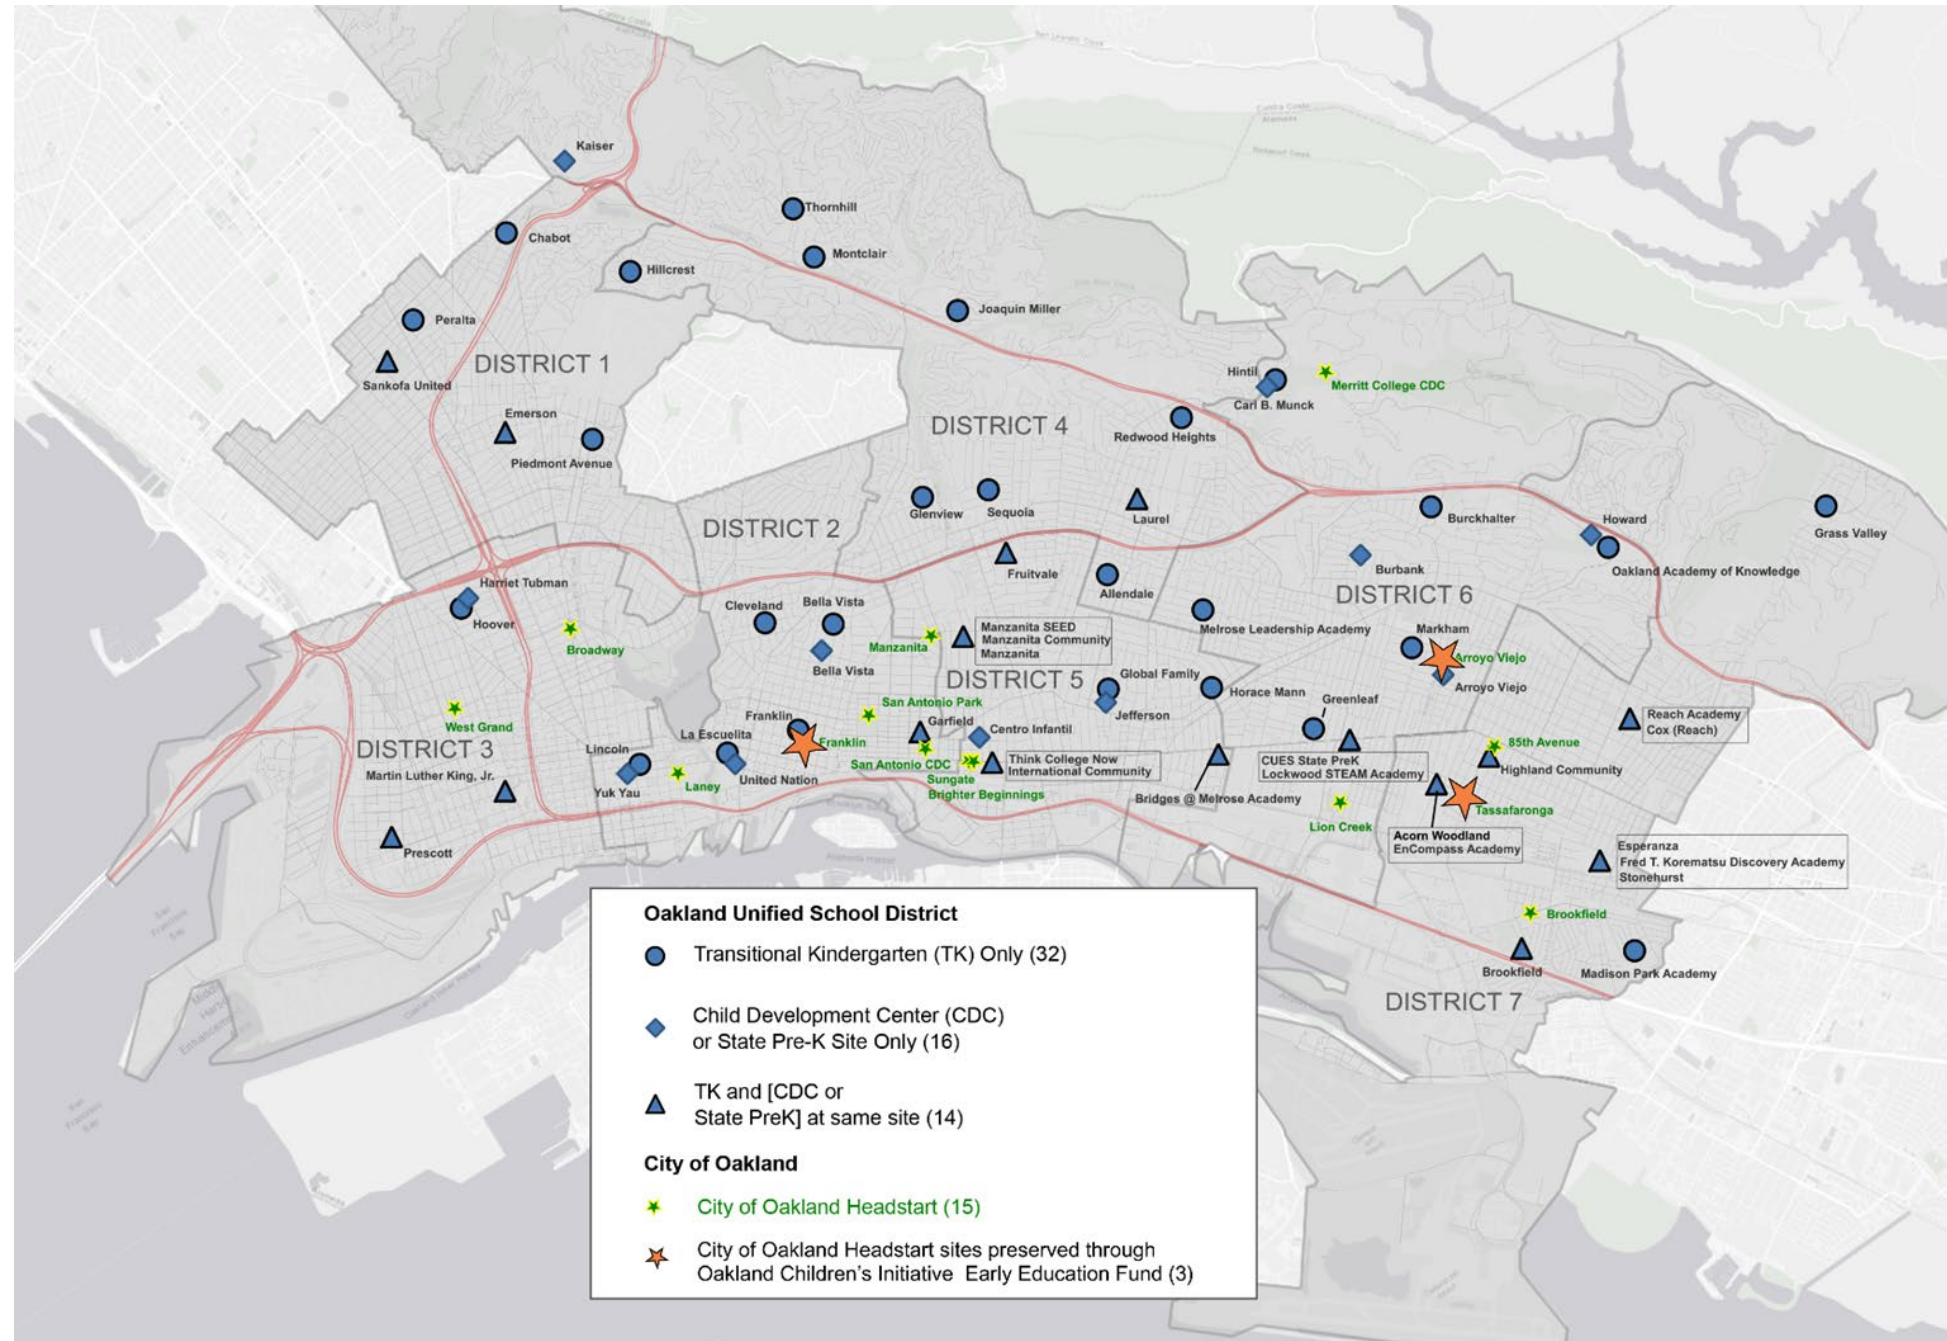 Kaiser
Thornhill
Chabot
Montclair
Hillcrest
Joaquin Miller
Peralta
DISTRICT 1
Sankofa United
Hintil
Merritt College CDC
Carl B. Munck
Emerson
DISTRICT 4
Redwood Heights
Piedmont Avenue
Glenview
Sequoia
Laurel
DISTRICT 2
Burckhalter
Howard
Grass Valley
Fruitvale
Burbank
Oakland Academy of Knowledge
Harriet Tubman
Allendale
DISTRICT 6
Hoover
Cleveland
Bella Vista
Broadway
Manzanita
Manzanita SEED
Manzanita Community
Manzanita
Melrose Leadership Academy
Markham
Arroyo Viejo
Bella Vista
DISTRICT 5
Global Family
Horace Mann
Arroyo Viejo
Greenleaf
San Antonio Park
Jefferson
West Grand
Franklin
Garfield
Centro Infantil
Reach Academy
Cox (Reach)
DISTRICT 3
Lincoln
La Escuelita
Franklin
85th Avenue
Martin Luther King, Jr.
San Antonio CDC
Think College Now
International Community
CUES State PreK
Lockwood STEAM Academy
Highland Community
Yuk Yau
Laney
United Nation
Sungate
Brighter Beginnings
Bridges @ Melrose Academy
Tassafaronga
Lion Creek
Prescott
Acorn Woodland
EnCompass Academy
Esperanza
Fred T. Korematsu Discovery Academy
Stonehurst
Brookfield
Brookfield
Madison Park Academy
DISTRICT 7
Oakland Unified School District
Transitional Kindergarten (TK) Only (32)
Child Development Center (CDC)
or State Pre-K Site Only (16)
TK and [CDC or
State PreK] at same site (14)
City of Oakland
City of Oakland Headstart (15)
City of Oakland Headstart sites preserved through
Oakland Children's Initiative Early Education Fund (3)